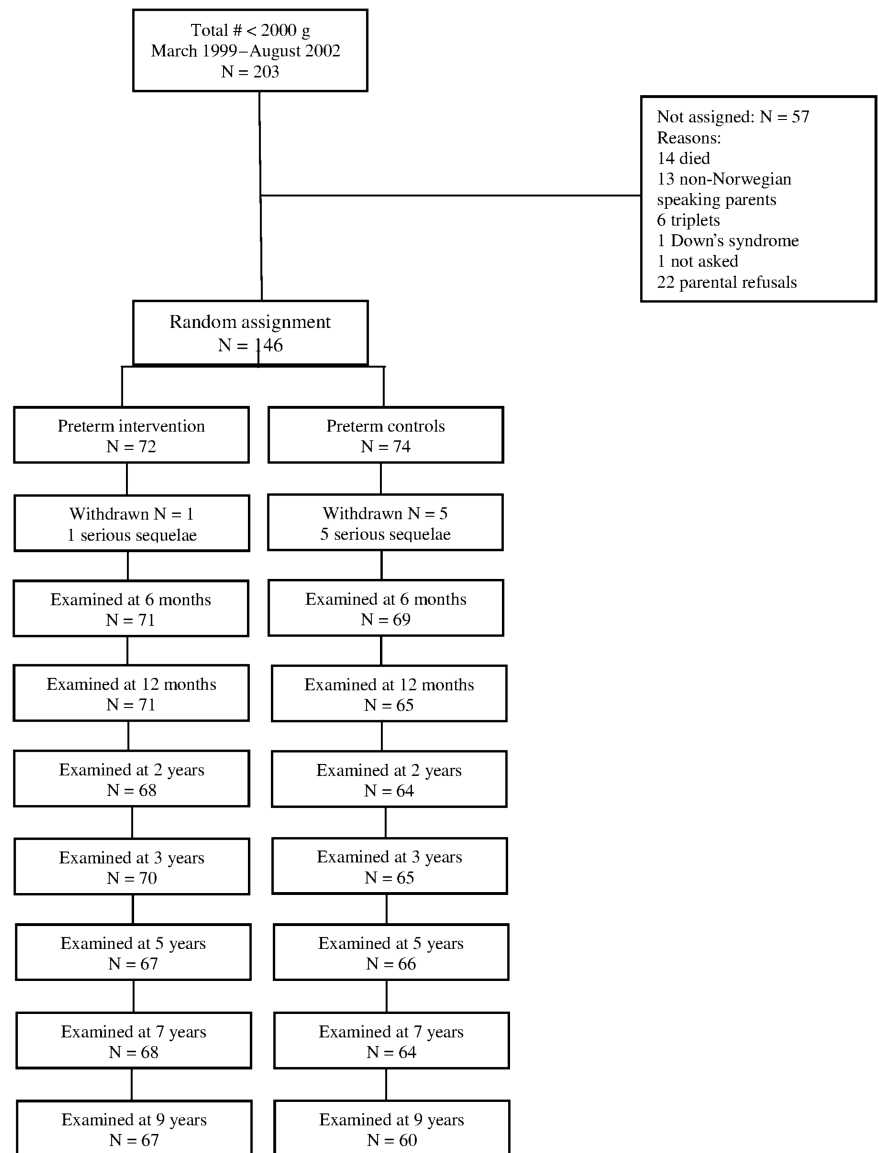 Total # < 2000 g
March 1999–August 2002
N = 203
Not assigned: N = 57
Reasons:
14 died
13 non-Norwegian
speaking parents
6 triplets
1 Down's syndrome
1 not asked
22 parental refusals
Random assignment
N = 146
Preterm intervention
N = 72
Preterm controls
N = 74
Withdrawn N = 1
1 serious sequelae
Withdrawn N = 5
5 serious sequelae
Examined at 6 months
N = 71
Examined at 6 months
N = 69
Examined at 12 months
N = 71
Examined at 12 months
N = 65
Examined at 2 years
N = 68
Examined at 2 years
N = 64
Examined at 3 years
N = 70
Examined at 3 years
N = 65
Examined at 5 years
N = 67
Examined at 5 years
N = 66
Examined at 7 years
N = 68
Examined at 7 years
N = 64
Examined at 9 years
N = 67
Examined at 9 years
N = 60